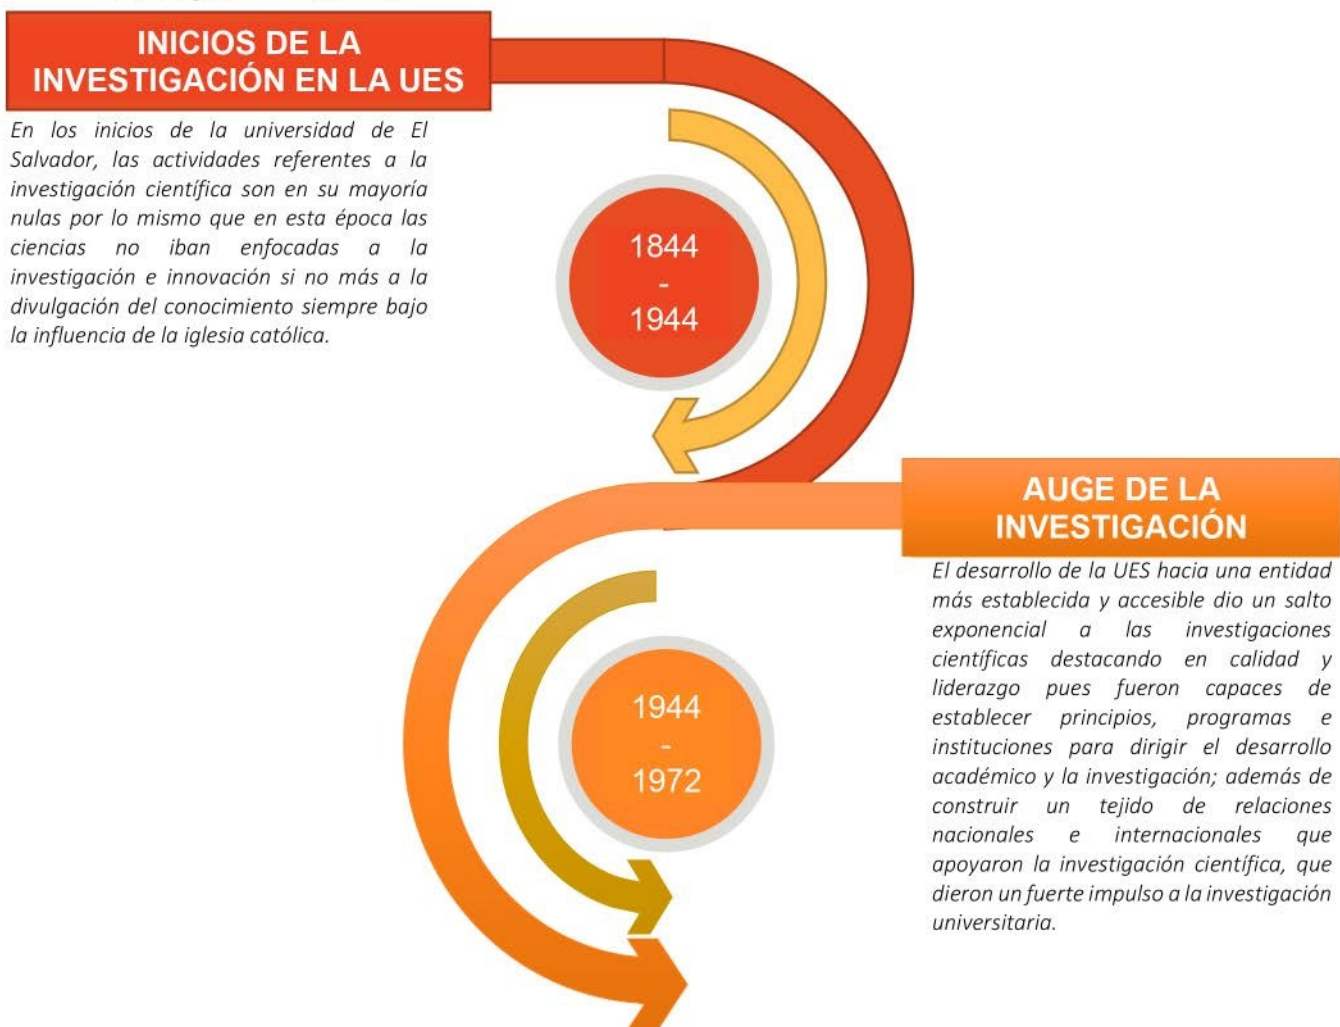 INICIOS DE LA
INVESTIGACIÓN EN LA UES
En los inicios de la universidad de El
Salvador, las actividades referentes a la
investigación científica son en su mayoría
nulas por lo mismo que en esta época las
ciencias no iban enfocadas a la
investigación e innovación si no más a la
divulgación del conocimiento siempre bajo
la influencia de la iglesia católica.
1844
-
1944
AUGE DE LA
INVESTIGACIÓN
El desarrollo de la UES hacia una entidad
más establecida y accesible dio un salto
exponencial a las investigaciones
científicas destacando en calidad y
liderazgo pues fueron capaces de
establecer principios, programas e
instituciones para dirigir el desarrollo
académico y la investigación; además de
construir un tejido de relaciones
nacionales e internacionales que
apoyaron la investigación científica, que
dieron un fuerte impulso a la investigación
universitaria.
1944
-
1972